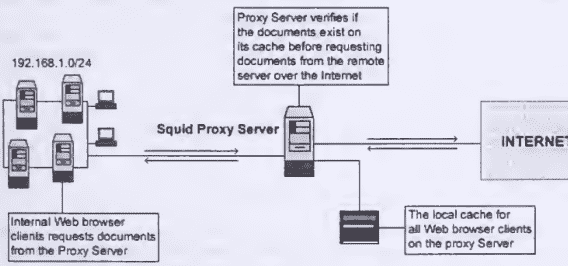 Proxy Server verifies if
the documents exist on
its cache before requesting
documents from the remote
server over the Internet
192.168.1.0/24
Squid Proxy Server
INTERNET
Internal Web browser
clients requests documents
from the Proxy Server
The local cache for
all Web browser clients
on the proxy Server